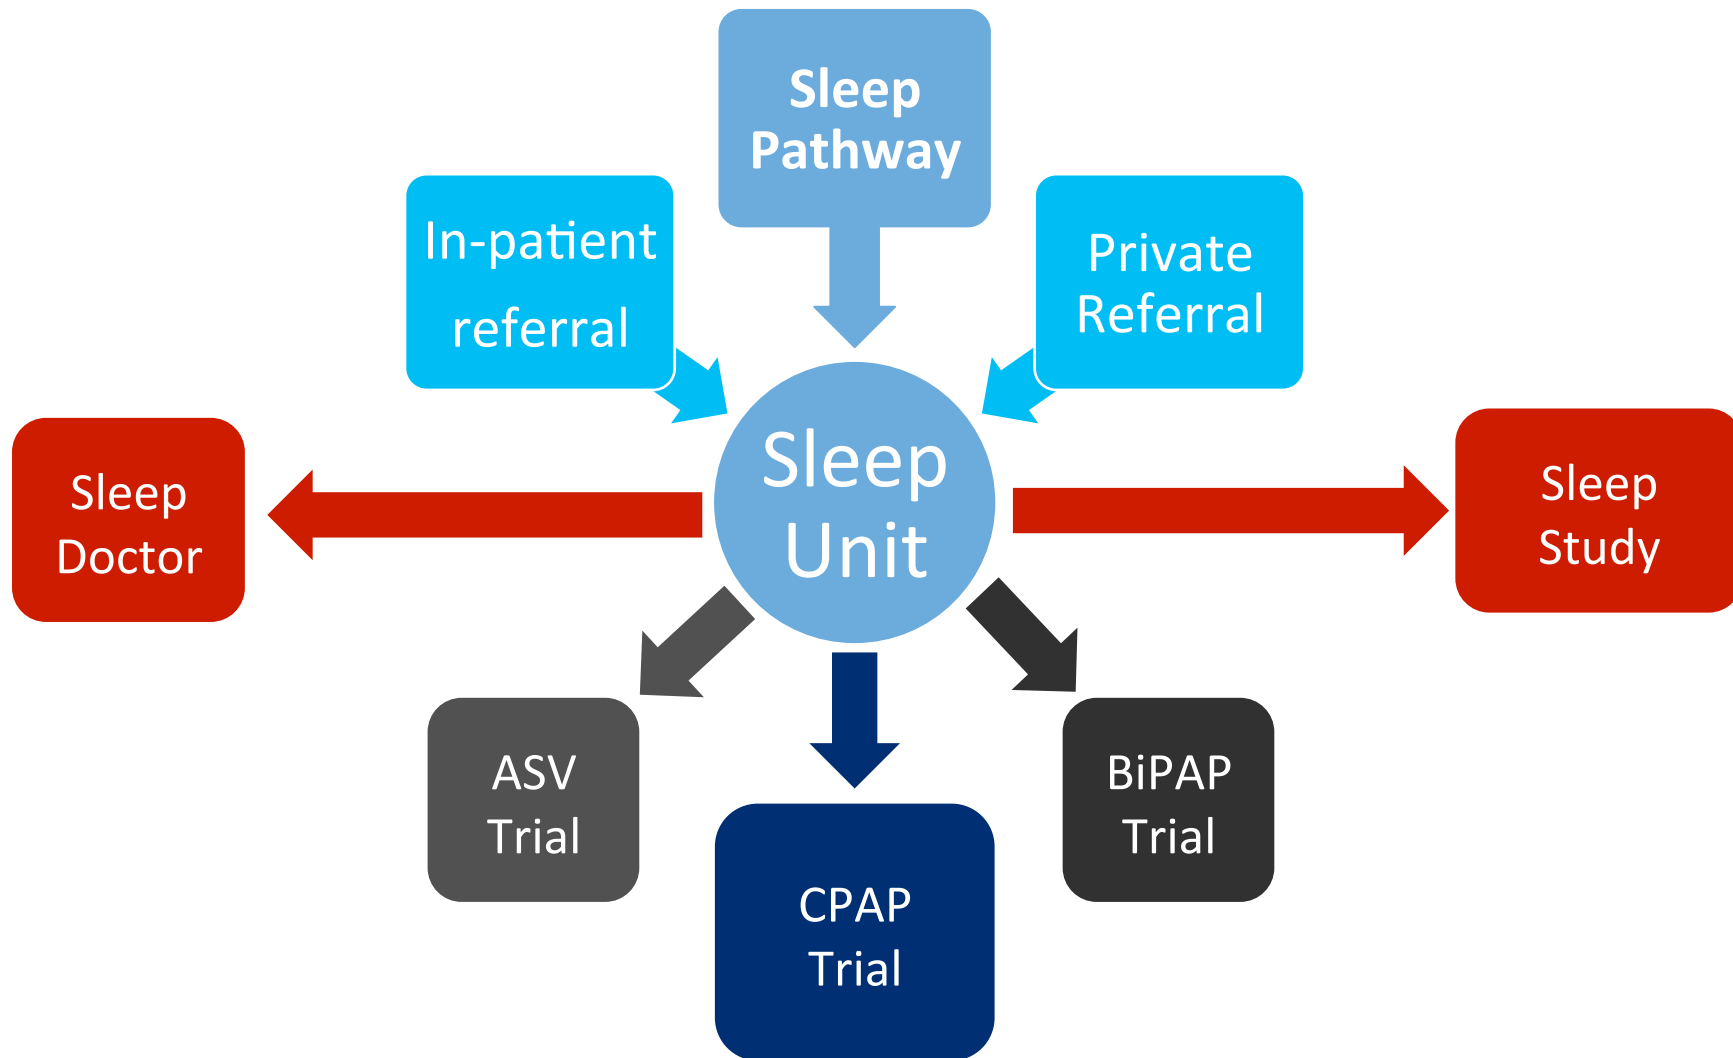 Sleep
Pathway
In-patient
referral
Private
Referral
Sleep
Unit
Sleep
Doctor
Sleep
Study
ASV
Trial
BiPAP
Trial
CPAP
Trial